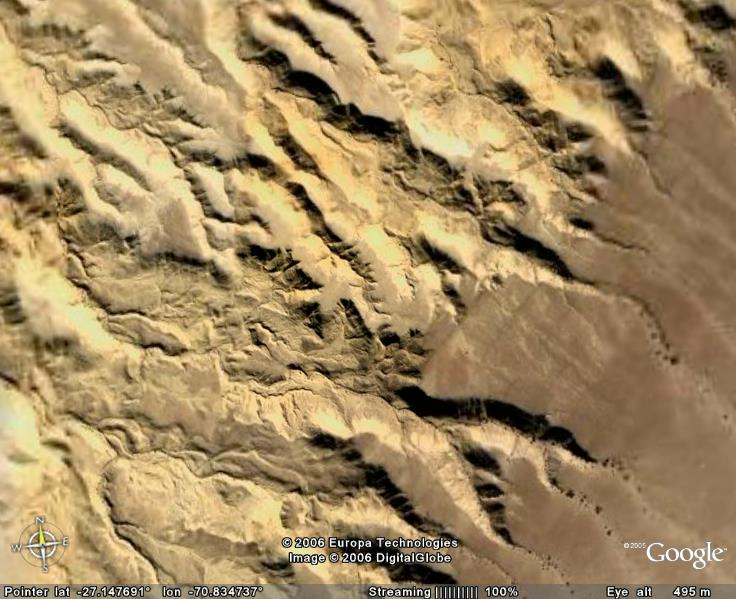 N
W E
S
© 2006 Europa Technologies
Image © 2006 DigitalGlobe
©2005 Google™
Pointer lat -27.147691° lon -70.834737° Streaming |||||||||| 100% Eye alt 495 m